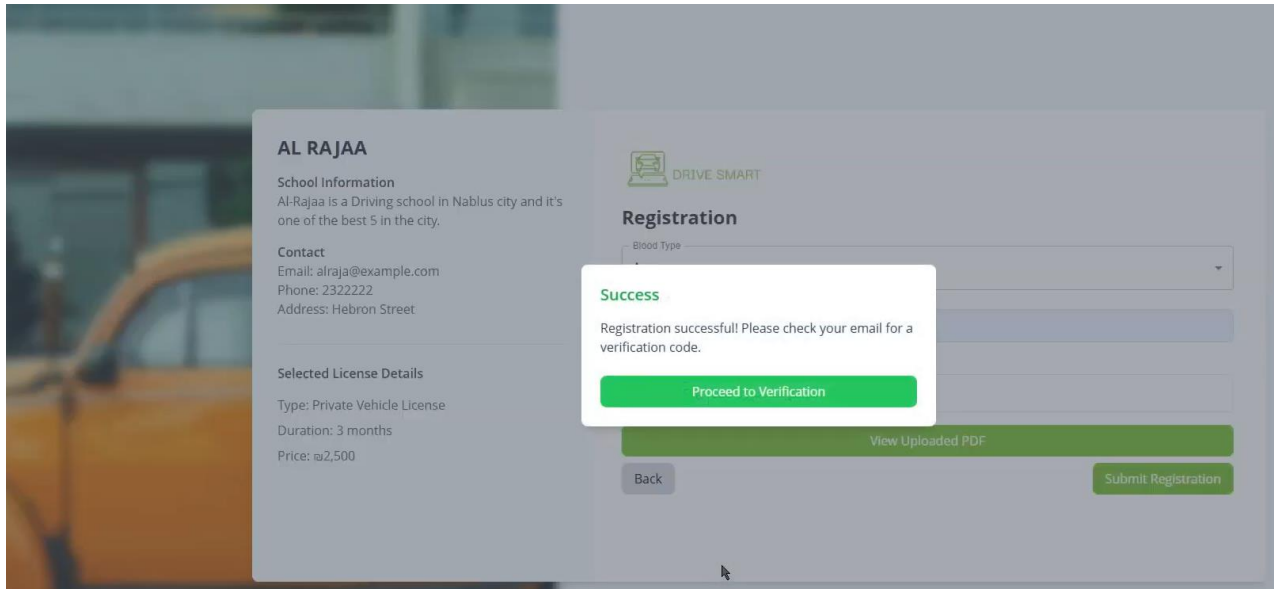 AL RAJAA
School Information
Al-Rajaa is a Driving school in Nablus city and it's
one of the best 5 in the city.
Contact
Email: alraja@example.com
Phone: 2322222
Address: Hebron Street
Selected License Details
Type: Private Vehicle License
Duration: 3 months
Price: ₪2,500
DRIVE SMART
Registration
Blood Type
Success
Registration successful! Please check your email for a
verification code.
Proceed to Verification
View Uploaded PDF
Back
Submit Registration